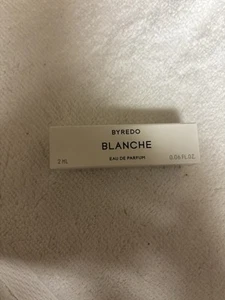 BYREDO
BLANCHE
2 ML EAU DE PARFUM 0.06 FL.OZ.